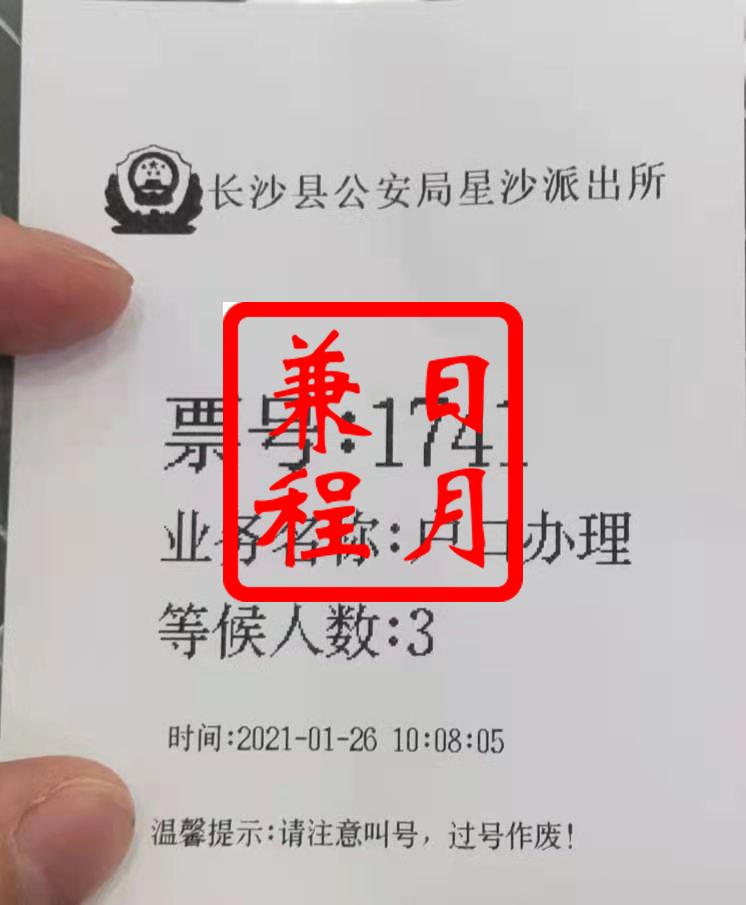 长沙县公安局星沙派出所
票号:1741
业务名称:户口办理
等候人数:3
时间:2021-01-26 10:08:05
温馨提示:请注意叫号，过号作废!
日月
兼程